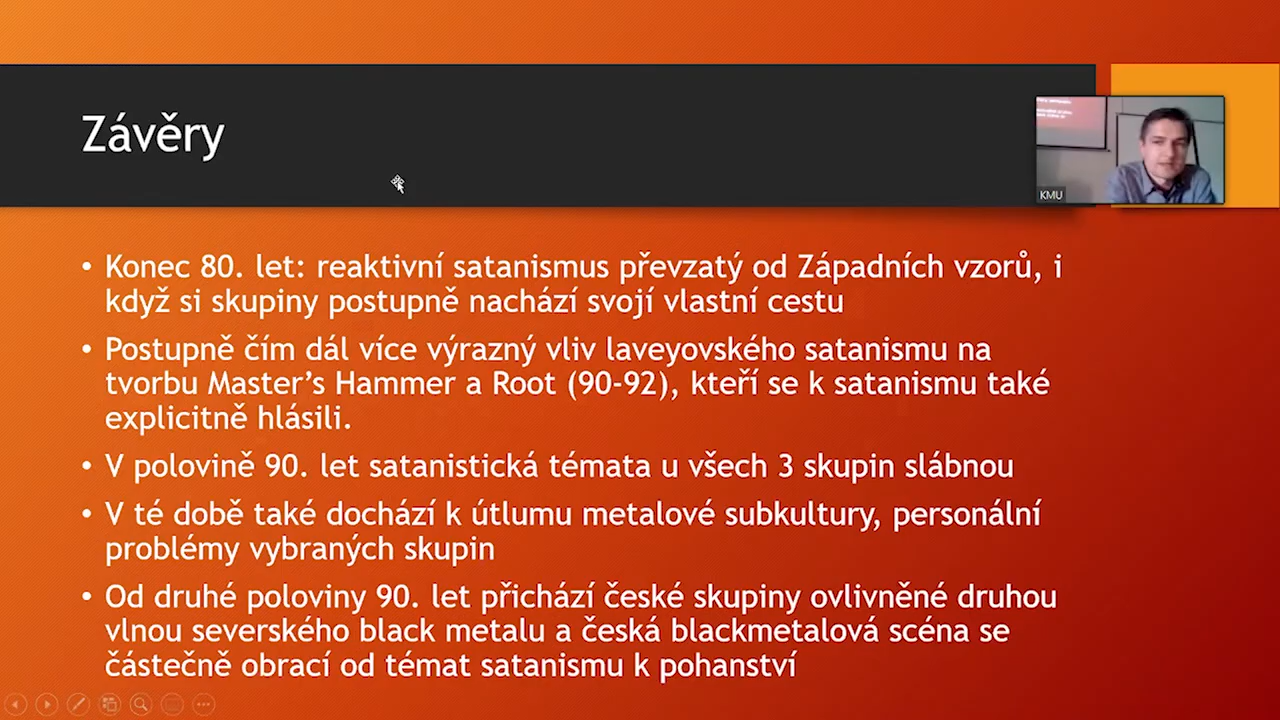 Závěry
KMU
• Konec 80. let: reaktivní satanismus převzatý od Západních vzorů, i
když si skupiny postupně nachází svojí vlastní cestu
• Postupně čím dál více výrazný vliv laveyovského satanismu na
tvorbu Master’s Hammer a Root (90-92), kteří se k satanismu také
explicitně hlásili.
• V polovině 90. let satanistická témata u všech 3 skupin slábnou
• V té době také dochází k útlumu metalové subkultury, personální
problémy vybraných skupin
• Od druhé poloviny 90. let přichází české skupiny ovlivněné druhou
vlnou severského black metalu a česká blackmetalová scéna se
částečně obrací od témat satanismu k pohanství